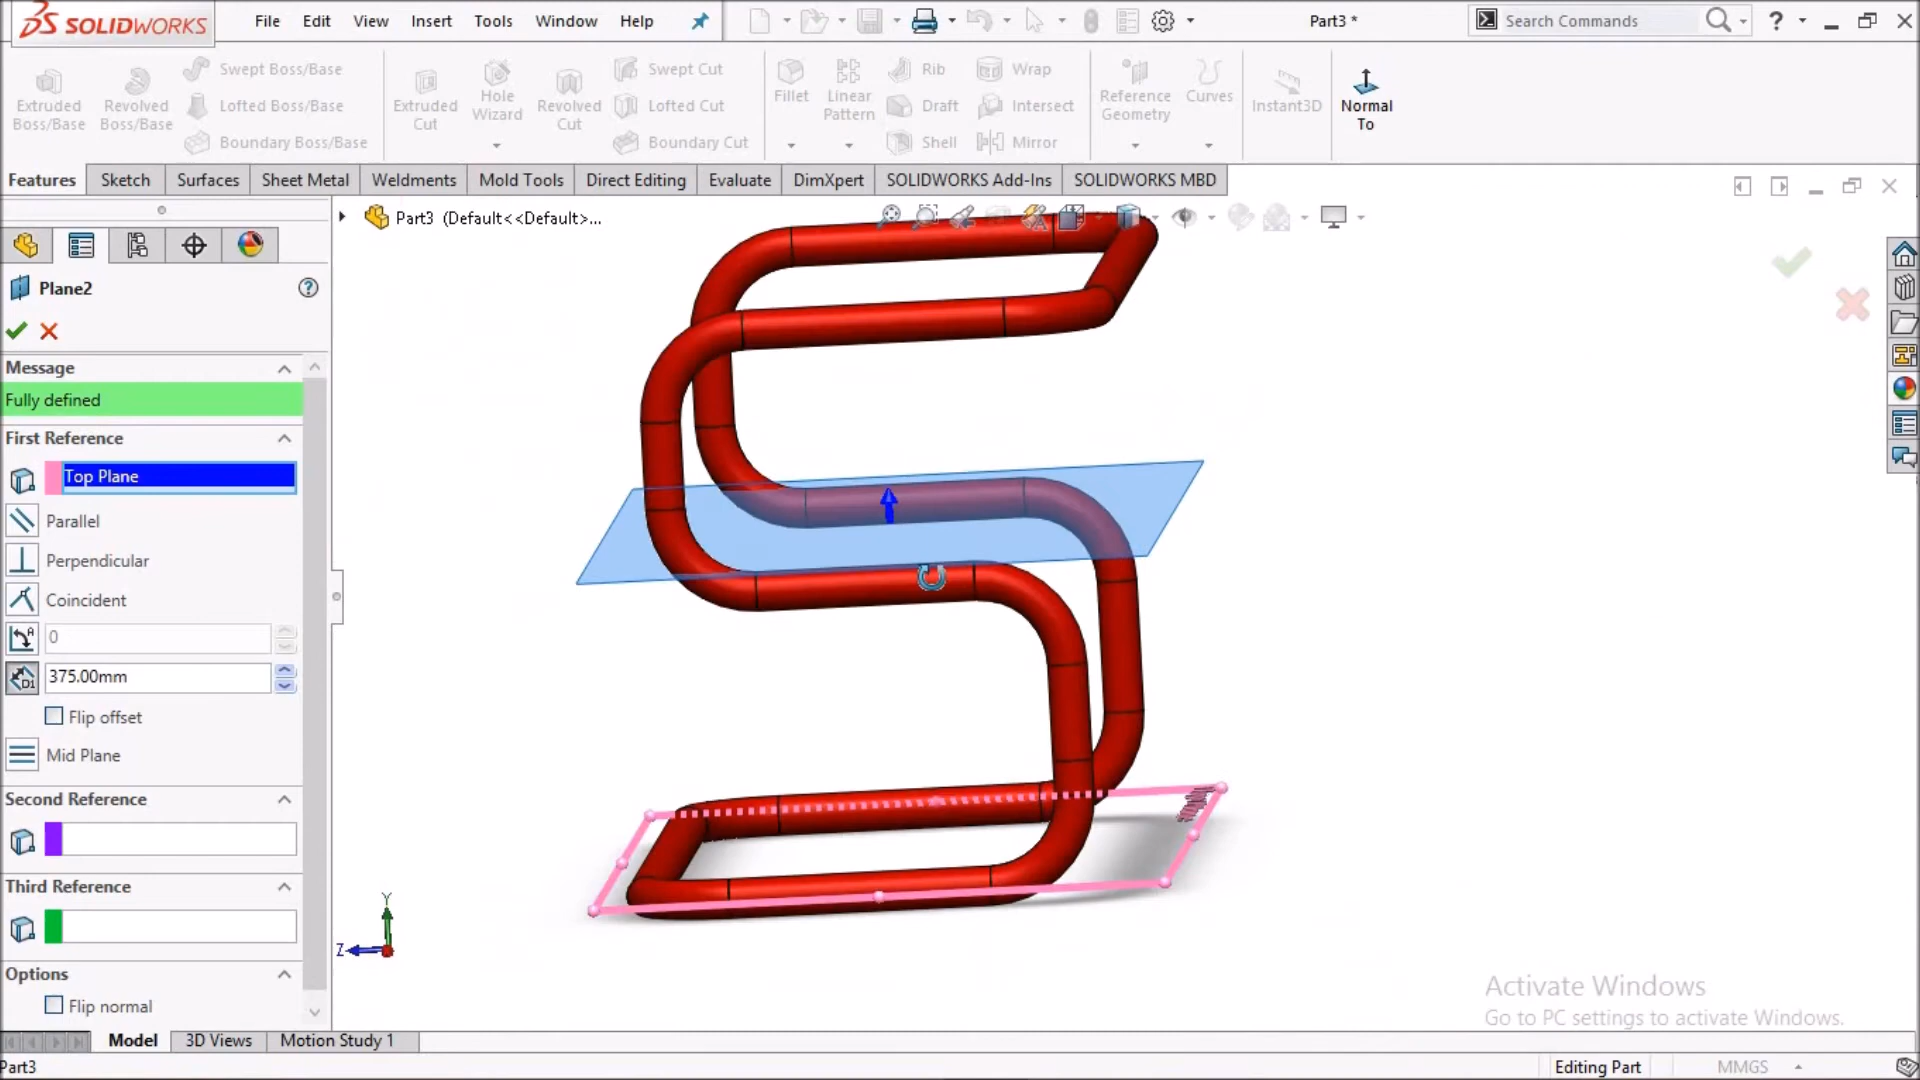 SOLIDWORKS File Edit View Insert Tools Window Help Part3 * Search Commands ?
Extruded Boss/Base
Revolved Boss/Base
Swept Boss/Base
Lofted Boss/Base
Boundary Boss/Base
Extruded Cut
Hole Wizard
Revolved Cut
Swept Cut
Lofted Cut
Boundary Cut
Fillet
Linear Pattern
Rib
Draft
Shell
Wrap
Intersect
Mirror
Reference Geometry
Curves
Instant3D
Normal To
Features Sketch Surfaces Sheet Metal Weldments Mold Tools Direct Editing Evaluate DimXpert SOLIDWORKS Add-Ins SOLIDWORKS MBD
Part3 (Default<<Default>...
Plane2 ?
Message
Fully defined
First Reference
Top Plane
Parallel
Perpendicular
Coincident
0
375.00mm
Flip offset
Mid Plane
Second Reference
Third Reference
Options
Flip normal
Y
Z
Activate Windows
Go to PC settings to activate Windows.
Model 3D Views Motion Study 1
Part3 Editing Part MMGS